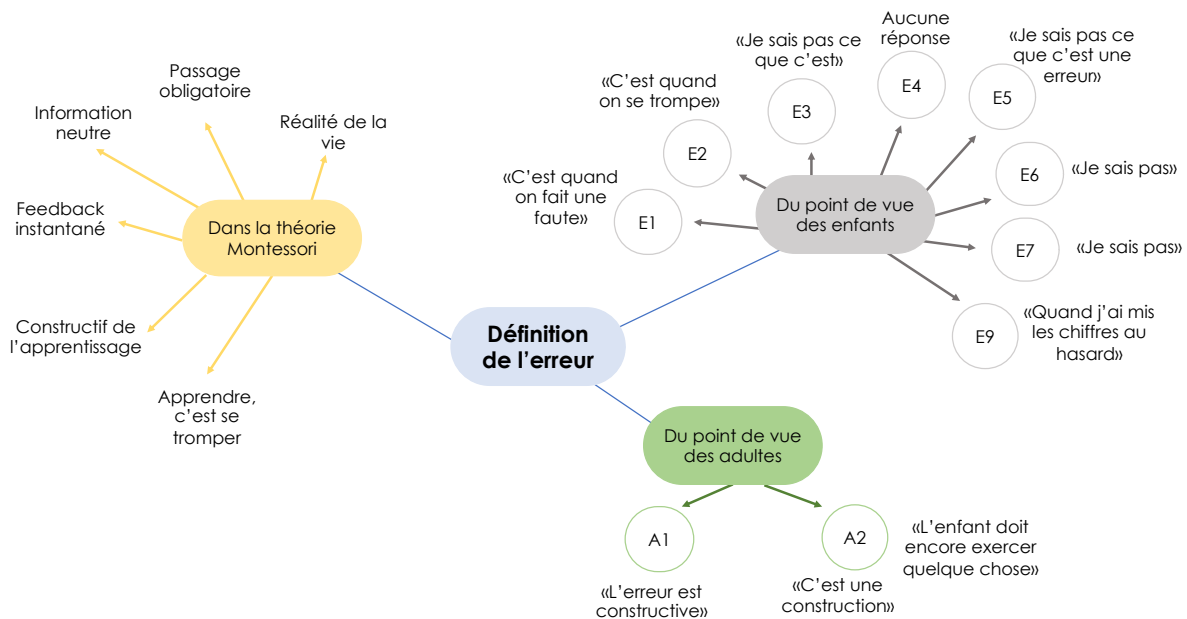 Définition
de l'erreur
Dans la théorie
Montessori
Réalité de la
vie
Passage
obligatoire
Information
neutre
Feedback
instantané
Constructif de
l'apprentissage
Apprendre,
c'est se
tromper
Du point de vue
des enfants
«C'est quand
on fait une
faute»
E1
«C'est quand
on se trompe»
E2
«Je sais pas ce
que c'est»
E3
Aucune
réponse
E4
«Je sais pas ce
que c'est une
erreur»
E5
E6
«Je sais pas»
E7
«Je sais pas»
E9
«Quand j'ai mis
les chiffres au
hasard»
Du point de vue
des adultes
A1
«L'erreur est
constructive»
A2
«C'est une
construction»
«L'enfant doit
encore exercer
quelque chose»